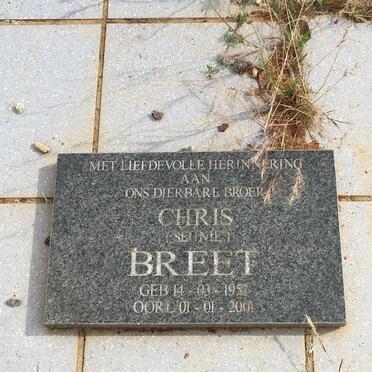 MET LIEFDEVOLLE HERINNERING
AAN
ONS DIERBARE BROER
CHRIS
("SEUNIE")
BREET
GEB 14 - 03 - 1952
OORL 01 - 01 - 2001